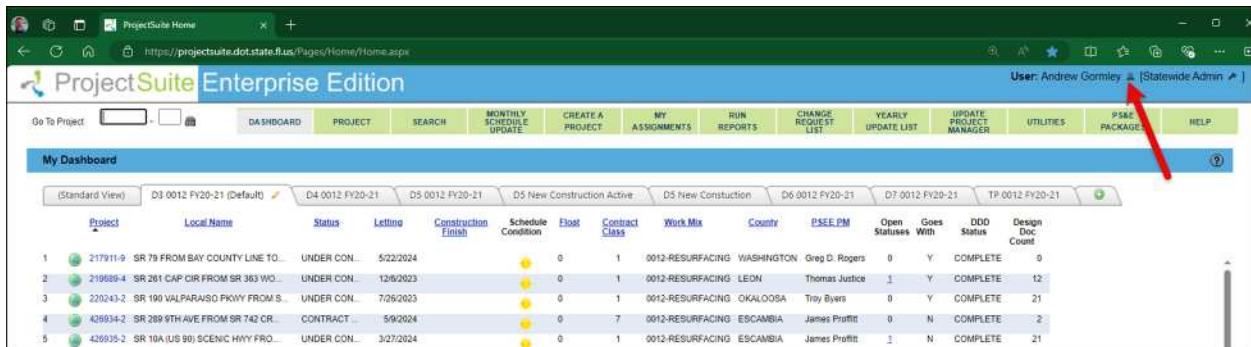 ProjectSuite Home
https://projectsuite.dot.state.fl.us/Pages/Home/Home.aspx
ProjectSuite Enterprise Edition
User: Andrew Gormley [Statewide Admin ]
Go To Project - DASHBOARD PROJECT SEARCH MONTHLY SCHEDULE UPDATE CREATE A PROJECT MY ASSIGNMENTS RUN REPORTS CHANGE REQUEST LIST YEARLY UPDATE LIST UPDATE PROJECT MANAGER UTILITIES PS&E PACKAGES HELP
My Dashboard
(Standard View) D3 0012 FY20-21 (Default) D4 0012 FY20-21 D5 0012 FY20-21 D5 New Construction Active D5 New Constuction D6 0012 FY20-21 D7 0012 FY20-21 TP 0012 FY20-21
Project Local Name Status Letting Construction Finish Schedule Condition Float Contract Class Work Mix County PSEE PM Open Statuses Goes With DDD Status Design Doc Count
1 217911-9 SR 79 FROM BAY COUNTY LINE TO... UNDER CON... 5/22/2024 0 1 0012-RESURFACING WASHINGTON Greg D. Rogers 0 Y COMPLETE 0
2 219689-4 SR 261 CAP CIR FROM SR 363 WO... UNDER CON... 12/6/2023 0 1 0012-RESURFACING LEON Thomas Justice 1 Y COMPLETE 12
3 220243-2 SR 190 VALPARAISO PKWY FROM S... UNDER CON... 7/26/2023 0 1 0012-RESURFACING OKALOOSA Troy Byers 0 Y COMPLETE 21
4 426934-2 SR 289 9TH AVE FROM SR 742 CR... CONTRACT ... 5/9/2024 0 7 0012-RESURFACING ESCAMBIA James Proffitt 0 N COMPLETE 2
5 426935-2 SR 10A (US 90) SCENIC HWY FRO... UNDER CON... 3/27/2024 0 1 0012-RESURFACING ESCAMBIA James Proffitt 1 N COMPLETE 21